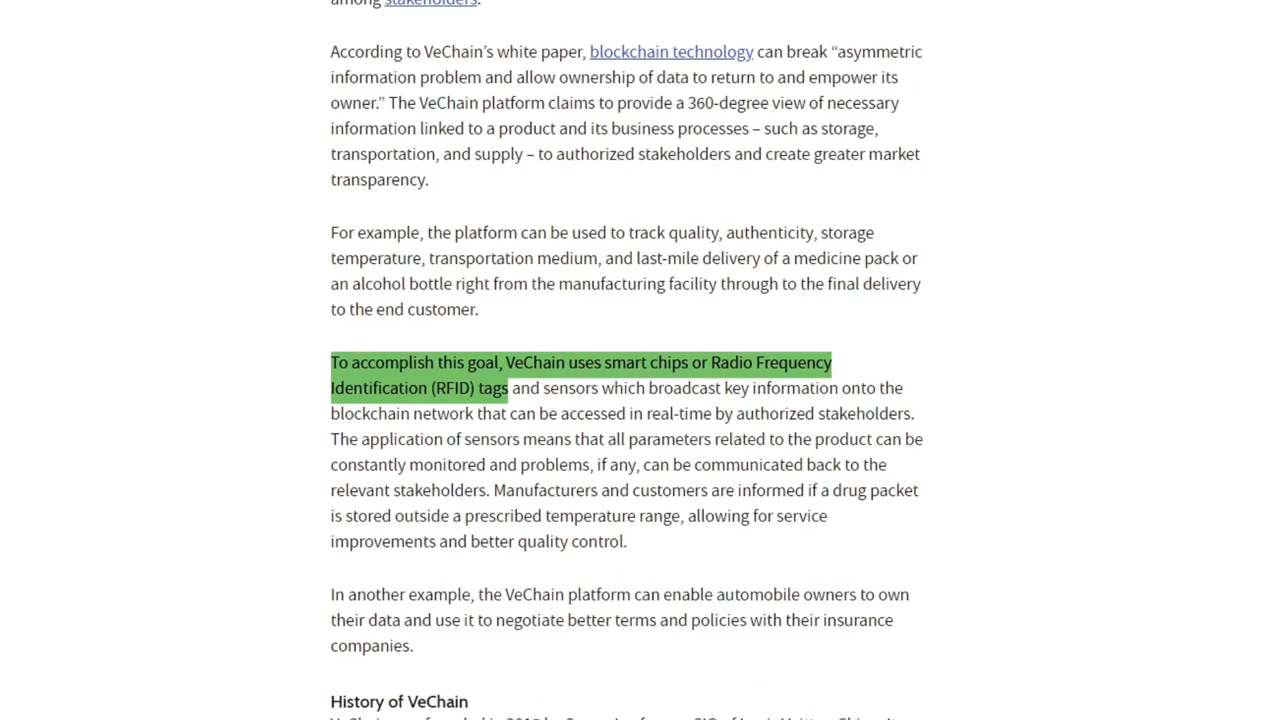 among stakeholders.
According to VeChain’s white paper, blockchain technology can break “asymmetric
information problem and allow ownership of data to return to and empower its
owner.” The VeChain platform claims to provide a 360-degree view of necessary
information linked to a product and its business processes – such as storage,
transportation, and supply – to authorized stakeholders and create greater market
transparency.
For example, the platform can be used to track quality, authenticity, storage
temperature, transportation medium, and last-mile delivery of a medicine pack or
an alcohol bottle right from the manufacturing facility through to the final delivery
to the end customer.
To accomplish this goal, VeChain uses smart chips or Radio Frequency
Identification (RFID) tags and sensors which broadcast key information onto the
blockchain network that can be accessed in real-time by authorized stakeholders.
The application of sensors means that all parameters related to the product can be
constantly monitored and problems, if any, can be communicated back to the
relevant stakeholders. Manufacturers and customers are informed if a drug packet
is stored outside a prescribed temperature range, allowing for service
improvements and better quality control.
In another example, the VeChain platform can enable automobile owners to own
their data and use it to negotiate better terms and policies with their insurance
companies.
History of VeChain